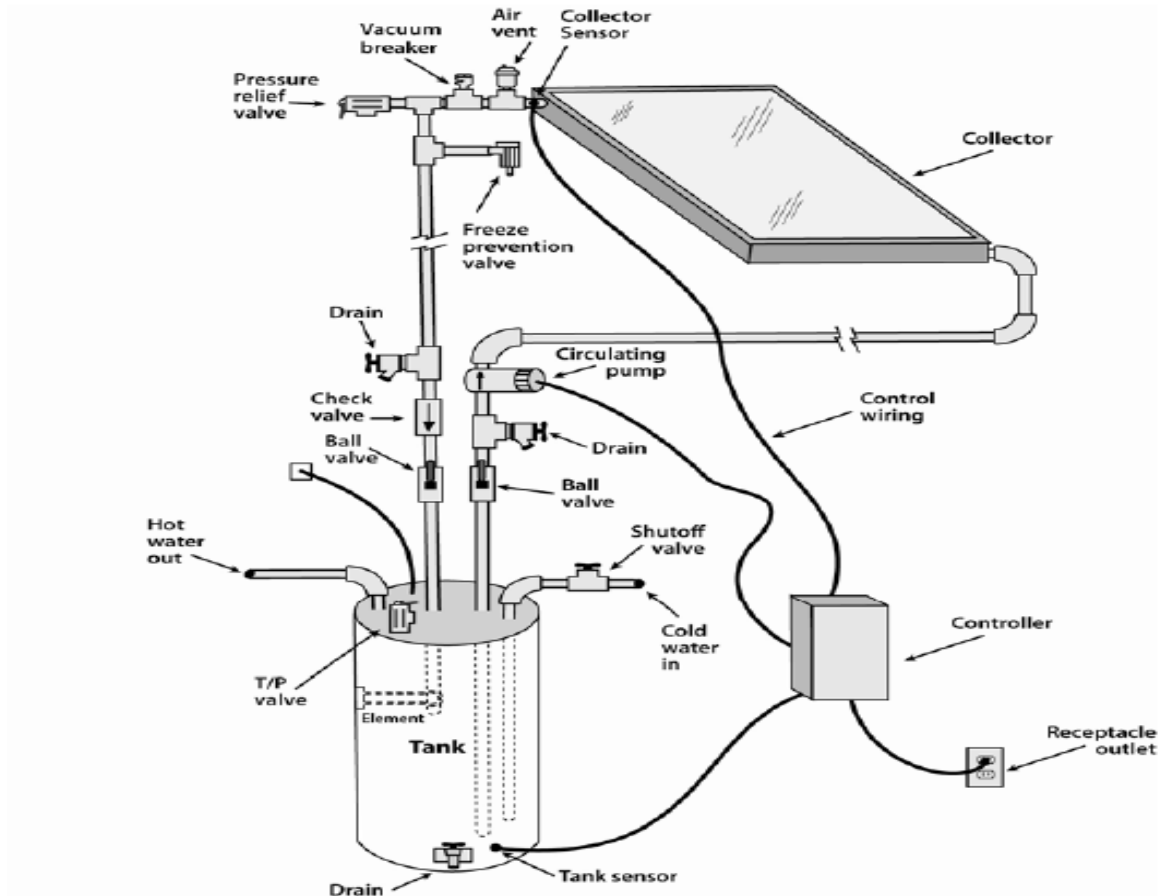 Air
vent
Collector
Sensor
Vacuum
breaker
Pressure
relief
valve
Collector
Freeze
prevention
valve
Drain
Circulating
pump
Check
valve
Control
wiring
Ball
valve
Drain
Ball
valve
Hot
water
out
Shutoff
valve
Cold
water
in
Controller
T/P
valve
Element
Tank
Receptacle
outlet
Tank sensor
Drain